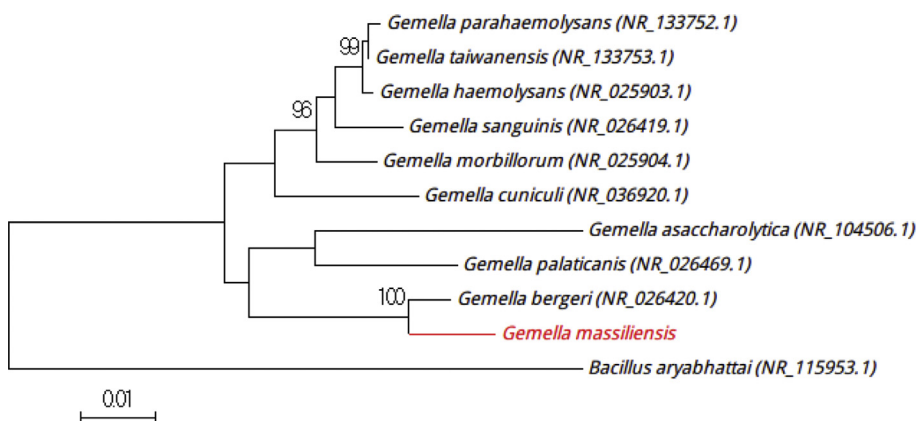 Gemella parahaemolysans (NR_133752.1)
99
Gemella taiwanensis (NR_133753.1)
Gemella haemolysans (NR_025903.1)
96
Gemella sanguinis (NR_026419.1)
Gemella morbillorum (NR_025904.1)
Gemella cuniculi (NR_036920.1)
Gemella asaccharolytica (NR_104506.1)
Gemella palaticanis (NR_026469.1)
100
Gemella bergeri (NR_026420.1)
Gemella massiliensis
Bacillus aryabhattai (NR_115953.1)
0.01